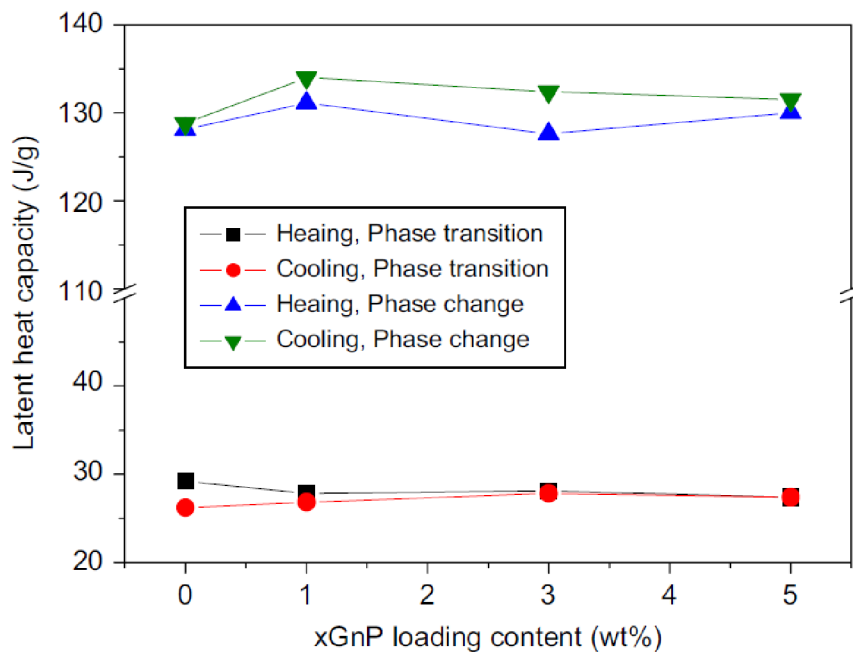 140
130
120
110
40
30
20
Latent heat capacity (J/g)
Heaing, Phase transition
Cooling, Phase transition
Heaing, Phase change
Cooling, Phase change
0 1 2 3 4 5
xGnP loading content (wt%)